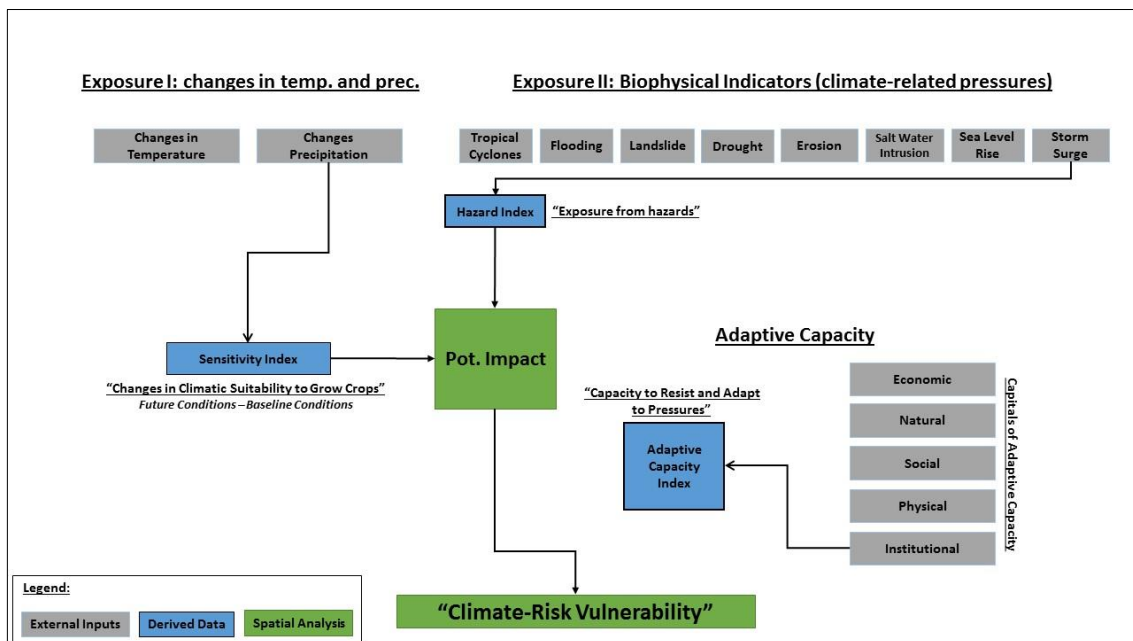 Exposure I: changes in temp. and prec.
Exposure II: Biophysical Indicators (climate-related pressures)
Changes in
Temperature
Changes
Precipitation
Tropical
Cyclones
Flooding
Landslide
Drought
Erosion
Salt Water
Intrusion
Sea Level
Rise
Storm
Surge
Hazard Index
“Exposure from hazards”
Sensitivity Index
“Changes in Climatic Suitability to Grow Crops”
Future Conditions – Baseline Conditions
Pot. Impact
Adaptive Capacity
“Capacity to Resist and Adapt
to Pressures”
Adaptive
Capacity
Index
Economic
Natural
Social
Physical
Institutional
Capitals of Adaptive Capacity
“Climate-Risk Vulnerability”
Legend:
External Inputs
Derived Data
Spatial Analysis